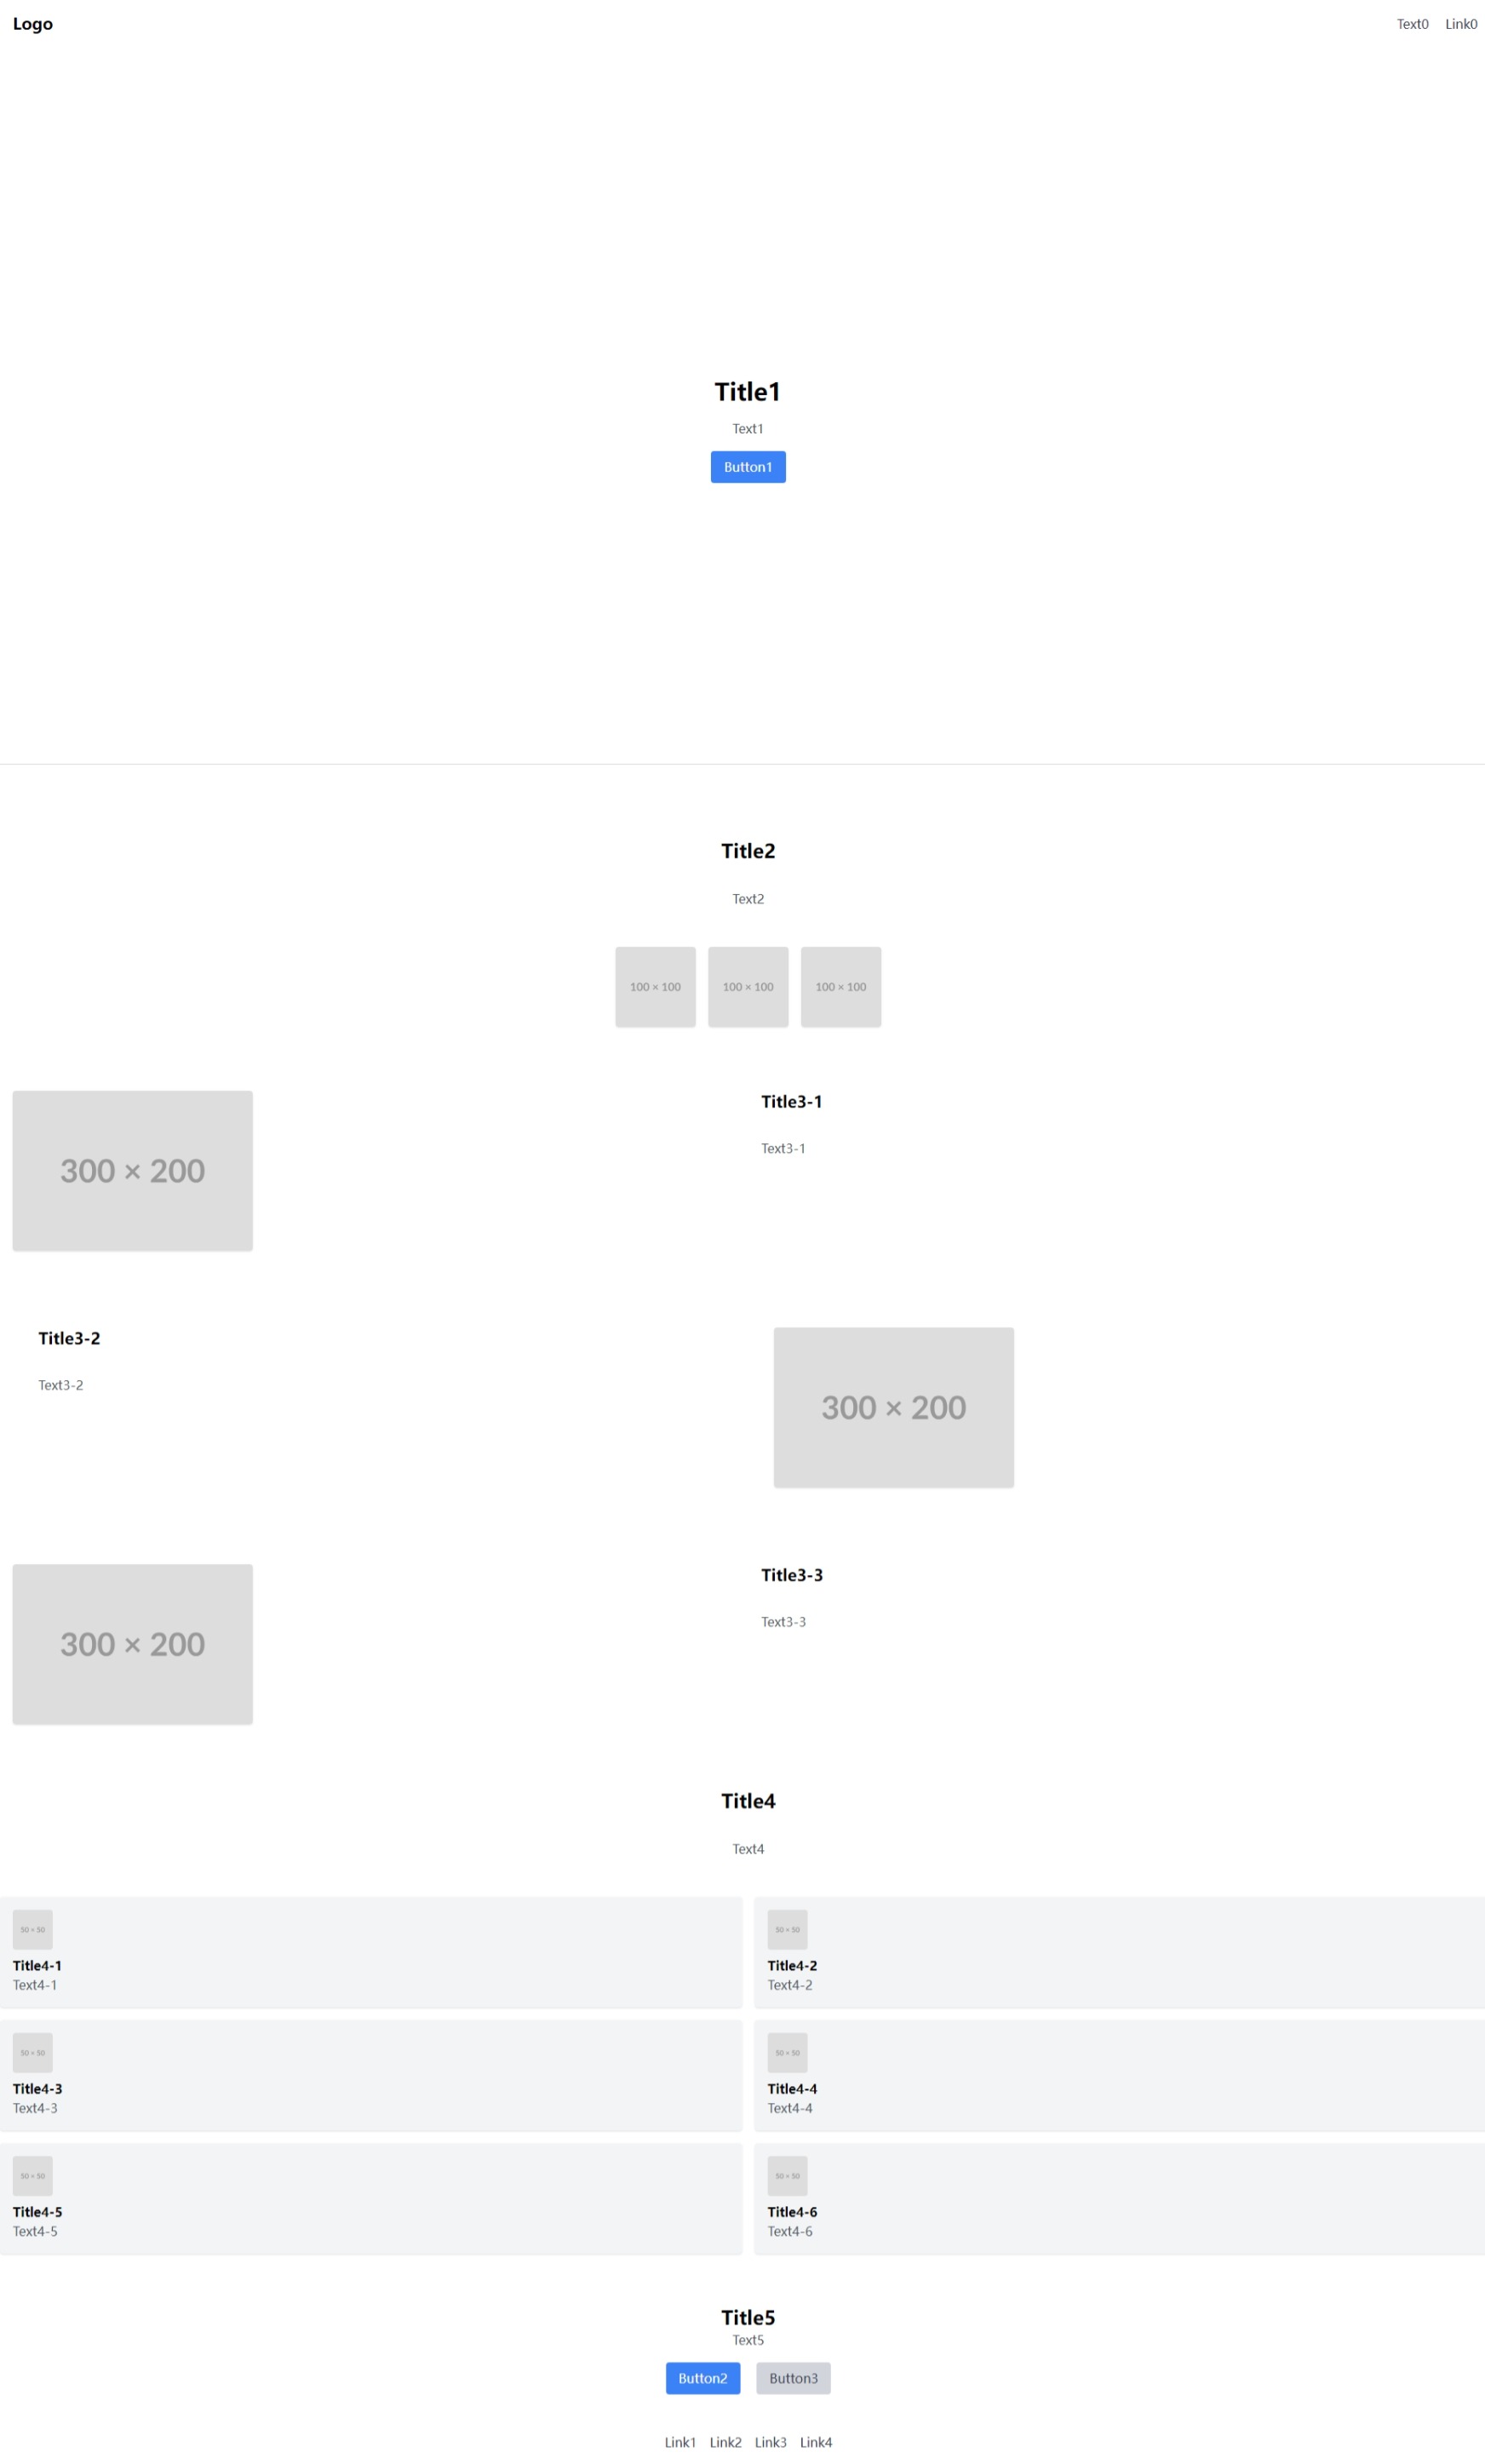 Logo
Text0 Link0
Title1
Text1
Button1
Title2
Text2
100 × 100 100 × 100 100 × 100
300 × 200
Title3-1
Text3-1
Title3-2
Text3-2
300 × 200
300 × 200
Title3-3
Text3-3
Title4
Text4
50 × 50
Title4-1
Text4-1
50 × 50
Title4-2
Text4-2
50 × 50
Title4-3
Text4-3
50 × 50
Title4-4
Text4-4
50 × 50
Title4-5
Text4-5
50 × 50
Title4-6
Text4-6
Title5
Text5
Button2 Button3
Link1 Link2 Link3 Link4